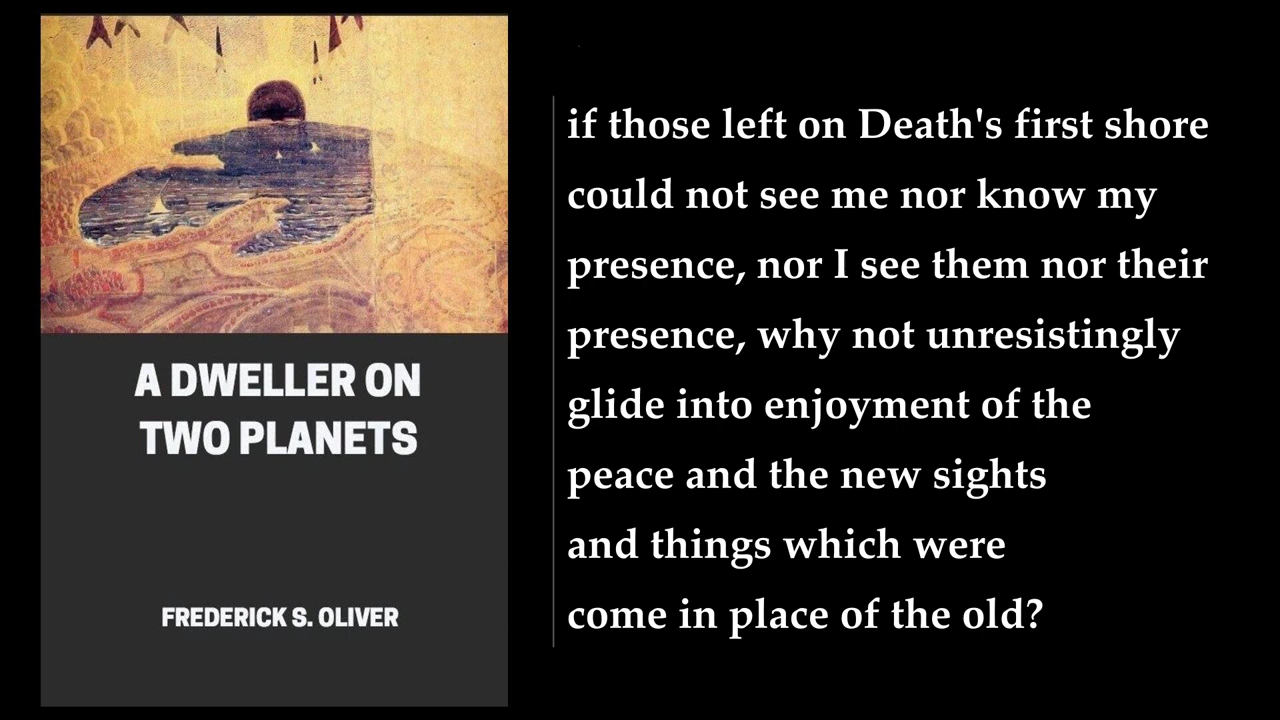 A DWELLER ON
TWO PLANETS
FREDERICK S. OLIVER
if those left on Death's first shore
could not see me nor know my
presence, nor I see them nor their
presence, why not unresistingly
glide into enjoyment of the
peace and the new sights
and things which were
come in place of the old?